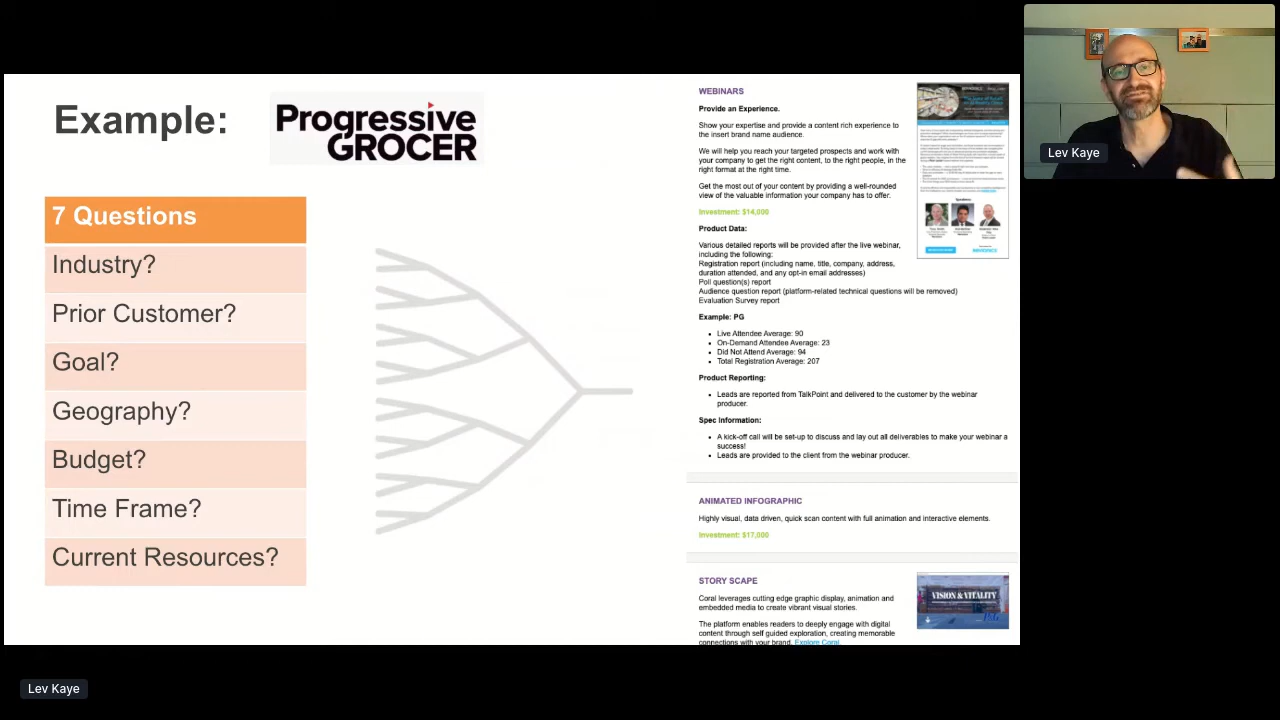 Example:
Progressive
GROCER
7 Questions
Industry?
Prior Customer?
Goal?
Geography?
Budget?
Time Frame?
Current Resources?
WEBINARS
Provide an Experience.
Show your expertise and provide a content rich experience to
the insert brand name audience.
We will help you reach your targeted prospects and work with
your company to get the right content, to the right people, in the
right format at the right time.
Get the most out of your content by providing a well-rounded
view of the valuable information your company has to offer.
Investment: $14,000
Product Data:
Various detailed reports will be provided after the live webinar,
including the following:
Registration report (including name, title, company, address,
duration attended, and any opt-in email addresses)
Poll question(s) report
Audience question report (platform-related technical questions will be removed)
Evaluation Survey report
Example: PG
• Live Attendee Average: 90
• On-Demand Attendee Average: 23
• Did Not Attend Average: 94
• Total Registration Average: 207
Product Reporting:
• Leads are reported from TalkPoint and delivered to the customer by the webinar
producer.
Spec Information:
• A kick-off call will be set-up to discuss and lay out all deliverables to make your webinar a
success!
• Leads are provided to the client from the webinar producer.
ANIMATED INFOGRAPHIC
Highly visual, data driven, quick scan content with full animation and interactive elements.
Investment: $17,000
STORY SCAPE
Coral leverages cutting edge graphic display, animation and
embedded media to create vibrant visual stories.
The platform enables readers to deeply engage with digital
content through self guided exploration, creating memorable
connections with your brand. Explore Coral.
VISION & VITALITY
Lev Kaye
Lev Kaye